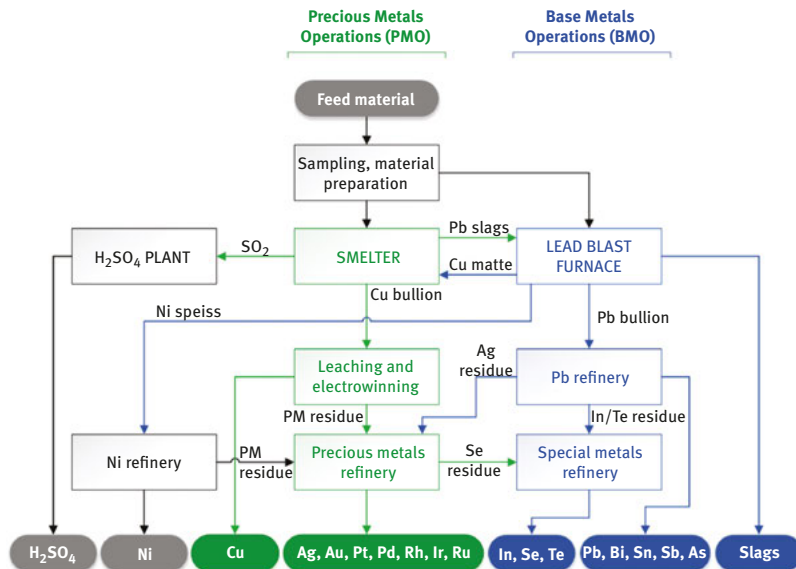 Precious Metals
Operations (PMO)
Base Metals
Operations (BMO)
Feed material
Sampling, material
preparation
H₂SO₄ PLANT
SO₂
SMELTER
Pb slags
Cu matte
LEAD BLAST
FURNACE
Cu bullion
Ni speiss
Pb bullion
Leaching and
electrowinning
Ag
residue
Pb refinery
PM residue
In/Te residue
Ni refinery
PM
residue
Precious metals
refinery
Se
residue
Special metals
refinery
H₂SO₄
Ni
Cu
Ag, Au, Pt, Pd, Rh, Ir, Ru
In, Se, Te
Pb, Bi, Sn, Sb, As
Slags